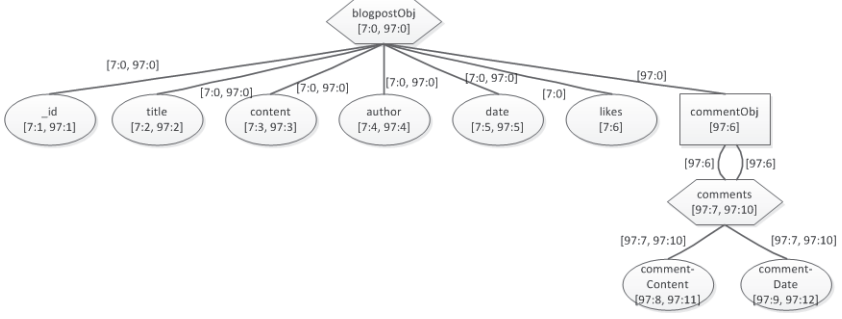 blogpostObj
[7:0, 97:0]
[7:0, 97:0]
[7:0, 97:0]
[7:0, 97:0]
[7:0, 97:0]
[7:0, 97:0]
[7:0]
[97:0]
_id
[7:1, 97:1]
title
[7:2, 97:2]
content
[7:3, 97:3]
author
[7:4, 97:4]
date
[7:5, 97:5]
likes
[7:6]
commentObj
[97:6]
[97:6]
[97:6]
comments
[97:7, 97:10]
[97:7, 97:10]
[97:7, 97:10]
comment-
Content
[97:8, 97:11]
comment-
Date
[97:9, 97:12]